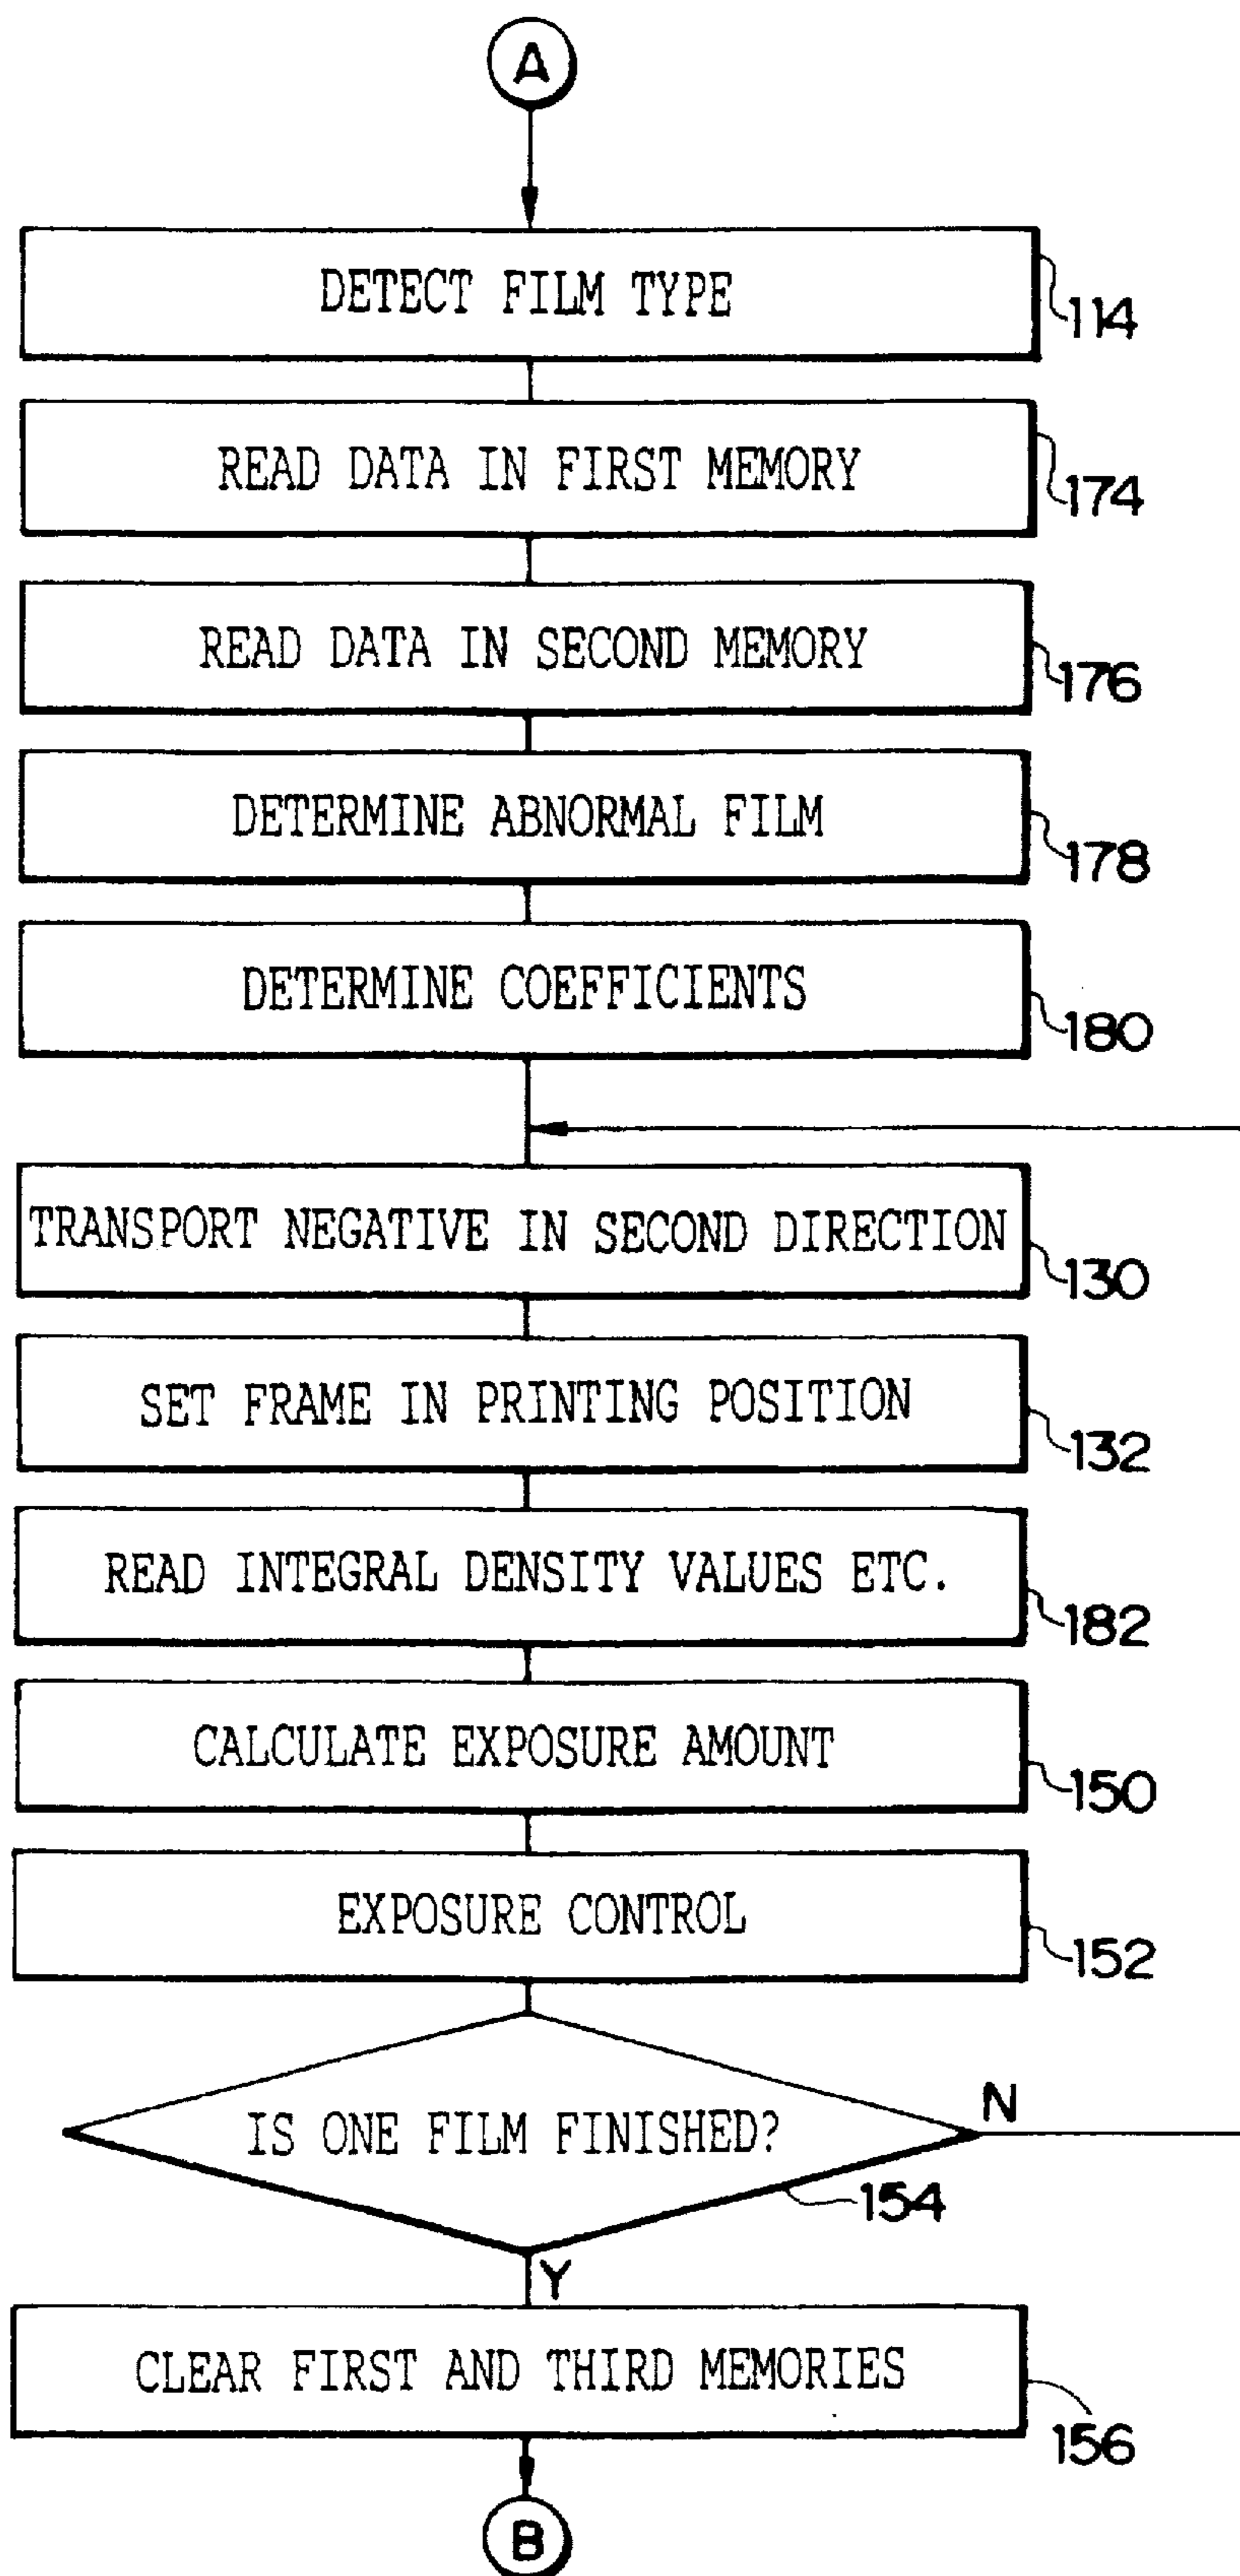 A
DETECT FILM TYPE
114
READ DATA IN FIRST MEMORY
174
READ DATA IN SECOND MEMORY
176
DETERMINE ABNORMAL FILM
178
DETERMINE COEFFICIENTS
180
TRANSPORT NEGATIVE IN SECOND DIRECTION
130
SET FRAME IN PRINTING POSITION
132
READ INTEGRAL DENSITY VALUES ETC.
182
CALCULATE EXPOSURE AMOUNT
150
EXPOSURE CONTROL
152
N
IS ONE FILM FINISHED?
154
Y
CLEAR FIRST AND THIRD MEMORIES
156
B